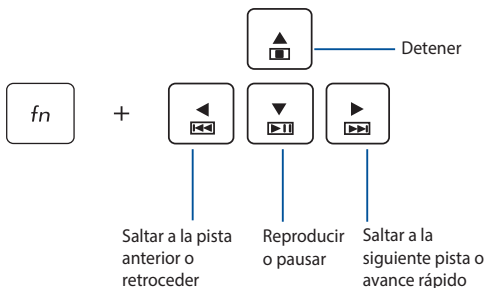 Detener
fn +
Saltar a la pista
anterior o
retroceder
Reproducir
o pausar
Saltar a la
siguiente pista o
avance rápido